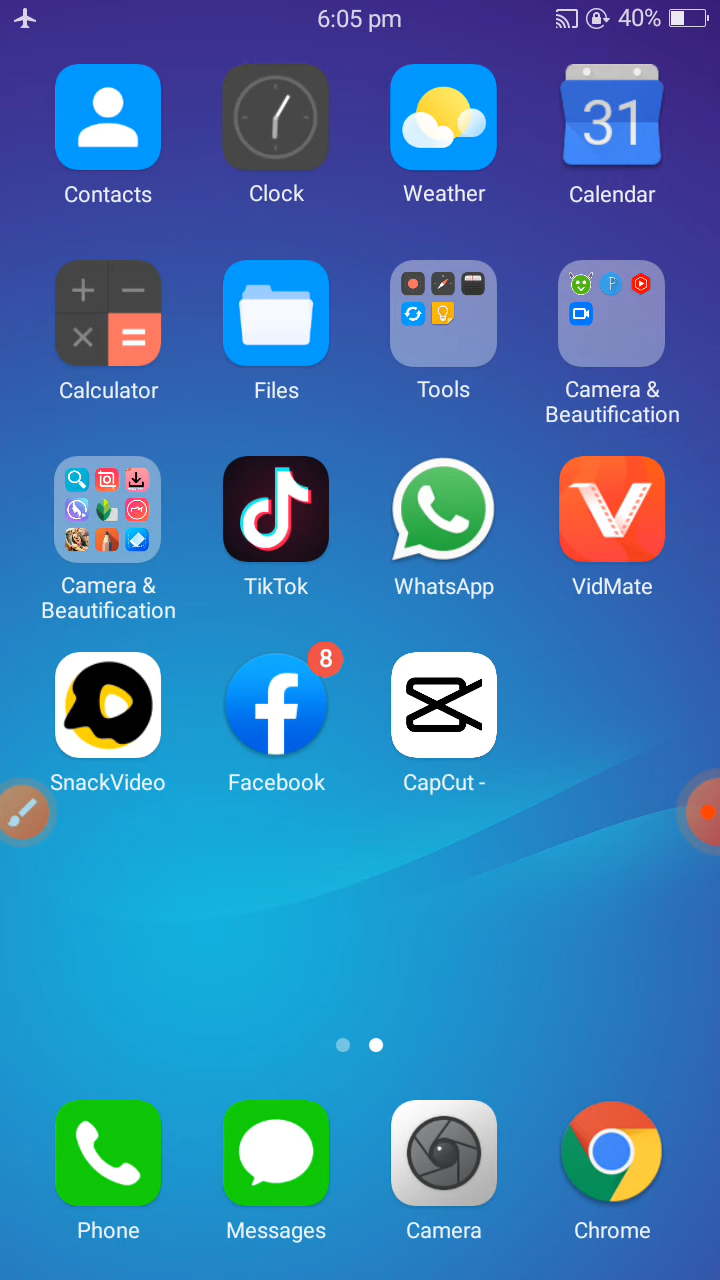 6:05 pm
40%
31
Contacts
Clock
Weather
Calendar
Calculator
Files
Tools
Camera &
Beautification
Camera &
Beautification
TikTok
WhatsApp
VidMate
8
SnackVideo
Facebook
CapCut -
Phone
Messages
Camera
Chrome